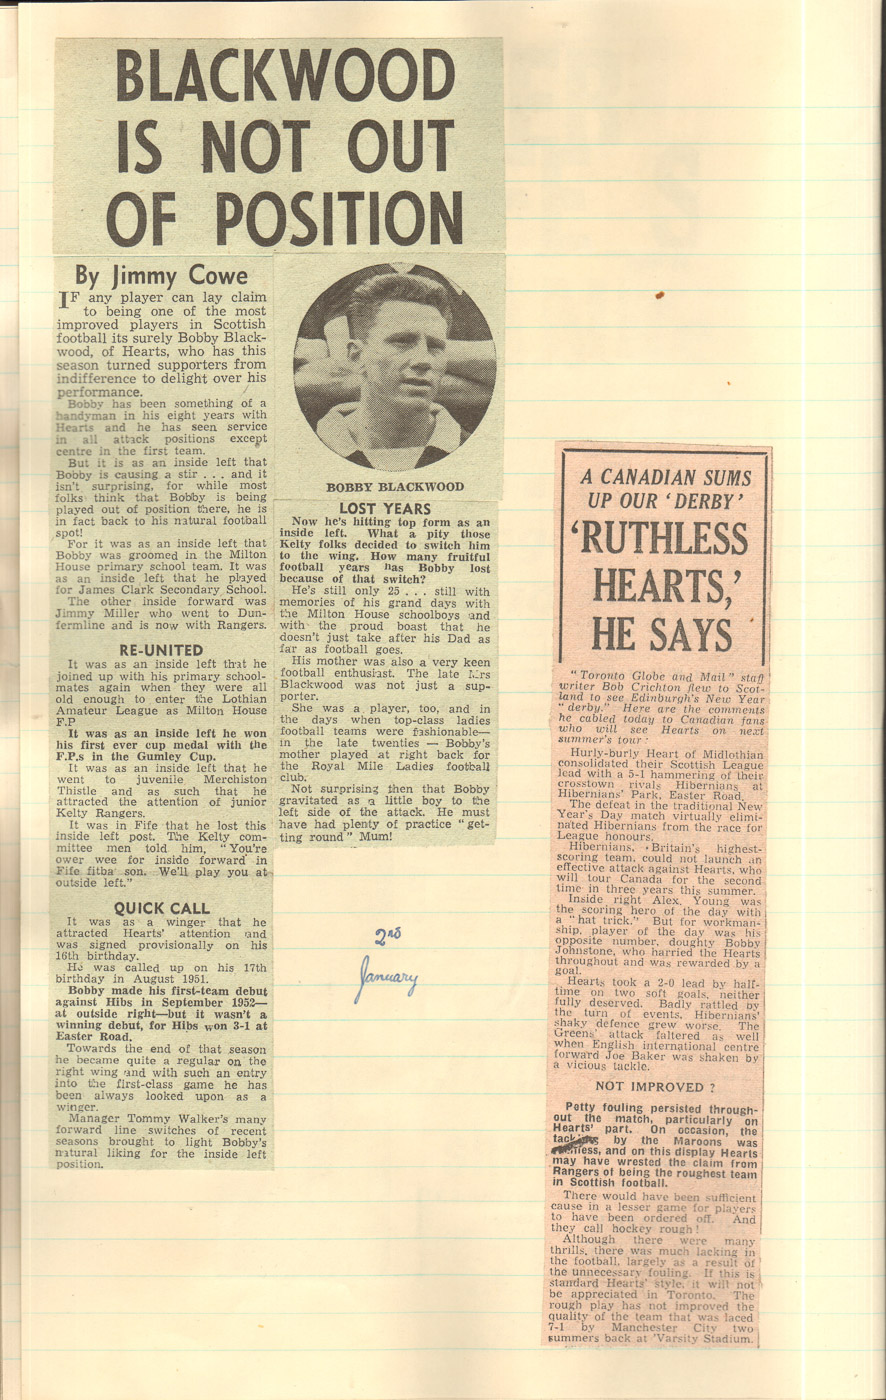 BLACKWOOD
IS NOT OUT
OF POSITION
By Jimmy Cowe
IF any player can lay claim
to being one of the most
improved players in Scottish
football its surely Bobby Black-
wood, of Hearts, who has this
season turned supporters from
indifference to delight over his
performance.
Bobby has been something of a
handyman in his eight years with
Hearts and he has seen service
in all attack positions except
centre in the first team.
But it is as an inside left that
Bobby is causing a stir . . . and it
isn't surprising, for while most
folks think that Bobby is being
played out of position there, he is
in fact back to his natural football
spot!
For it was as an inside left that
Bobby was groomed in the Milton
House primary school team. It was
as an inside left that he played
for James Clark Secondary School.
The other inside forward was
Jimmy Miller who went to Dun-
fermline and is now with Rangers.
RE-UNITED
It was as an inside left that he
joined up with his primary school-
mates again when they were all
old enough to enter the Lothian
Amateur League as Milton House
F.P
It was as an inside left he won
his first ever cup medal with the
F.P.s in the Gumley Cup.
It was as an inside left that he
went to juvenile Merchiston
Thistle and as such that he
attracted the attention of junior
Kelty Rangers.
It was in Fife that he lost this
inside left post. The Kelty com-
mittee men told him, "You're
ower wee for inside forward in
Fife fitba' son. We'll play you at
outside left."
QUICK CALL
It was as a winger that he
attracted Hearts' attention and
was signed provisionally on his
16th birthday.
He was called up on his 17th
birthday in August 1951.
Bobby made his first-team debut
against Hibs in September 1952—
at outside right—but it wasn't a
winning debut, for Hibs won 3-1 at
Easter Road.
Towards the end of that season
he became quite a regular on the
right wing and with such an entry
into the first-class game he has
been always looked upon as a
winger.
Manager Tommy Walker's many
forward line switches of recent
seasons brought to light Bobby's
natural liking for the inside left
position.
BOBBY BLACKWOOD
LOST YEARS
Now he's hitting top form as an
inside left. What a pity those
Kelty folks decided to switch him
to the wing. How many fruitful
football years has Bobby lost
because of that switch?
He's still only 25 . . . still with
memories of his grand days with
the Milton House schoolboys and
with the proud boast that he
doesn't just take after his Dad as
far as football goes.
His mother was also a very keen
football enthusiast. The late Mrs
Blackwood was not just a sup-
porter.
She was a player, too, and in
the days when top-class ladies
football teams were fashionable—
in the late twenties — Bobby's
mother played at right back for
the Royal Mile Ladies football
club.
Not surprising then that Bobby
gravitated as a little boy to the
left side of the attack. He must
have had plenty of practice "get-
ting round" Mum!
2nd
January
A CANADIAN SUMS
UP OUR 'DERBY'
'RUTHLESS
HEARTS,'
HE SAYS
"Toronto Globe and Mail" staff
writer Bob Crichton flew to Scot-
land to see Edinburgh's New Year
"derby." Here are the comments
he cabled today to Canadian fans
who will see Hearts on next
summer's tour:
Hurly-burly Heart of Midlothian
consolidated their Scottish League
lead with a 5-1 hammering of their
crosstown rivals Hibernians at
Hibernians' Park, Easter Road.
The defeat in the traditional New
Year's Day match virtually elimi-
nated Hibernians from the race for
League honours.
Hibernians, Britain's highest-
scoring team, could not launch an
effective attack against Hearts, who
will tour Canada for the second
time in three years this summer.
Inside right Alex. Young was
the scoring hero of the day with
a "hat trick." But for workman-
ship, player of the day was his
opposite number, doughty Bobby
Johnstone, who harried the Hearts
throughout and was rewarded by a
goal.
Hearts took a 2-0 lead by half-
time on two soft goals, neither
fully deserved. Badly rattled by
the turn of events, Hibernians'
shaky defence grew worse. The
Greens' attack faltered as well
when English international centre
forward Joe Baker was shaken by
a vicious tackle.
NOT IMPROVED ?
Petty fouling persisted through-
out the match, particularly on
Hearts' part. On occasion, the
by the Maroons was
and on this display Hearts
may have wrested the claim from
Rangers of being the roughest team
in Scottish football.
There would have been sufficient
cause in a lesser game for players
to have been ordered off. And
they call hockey rough!
Although there were many
thrills, there was much lacking in
the football, largely as a result of
the unnecessary fouling. If this is
standard Hearts' style, it will not
be appreciated in Toronto. The
rough play has not improved the
quality of the team that was laced
7-1 by Manchester City two
summers back at 'Varsity Stadium.